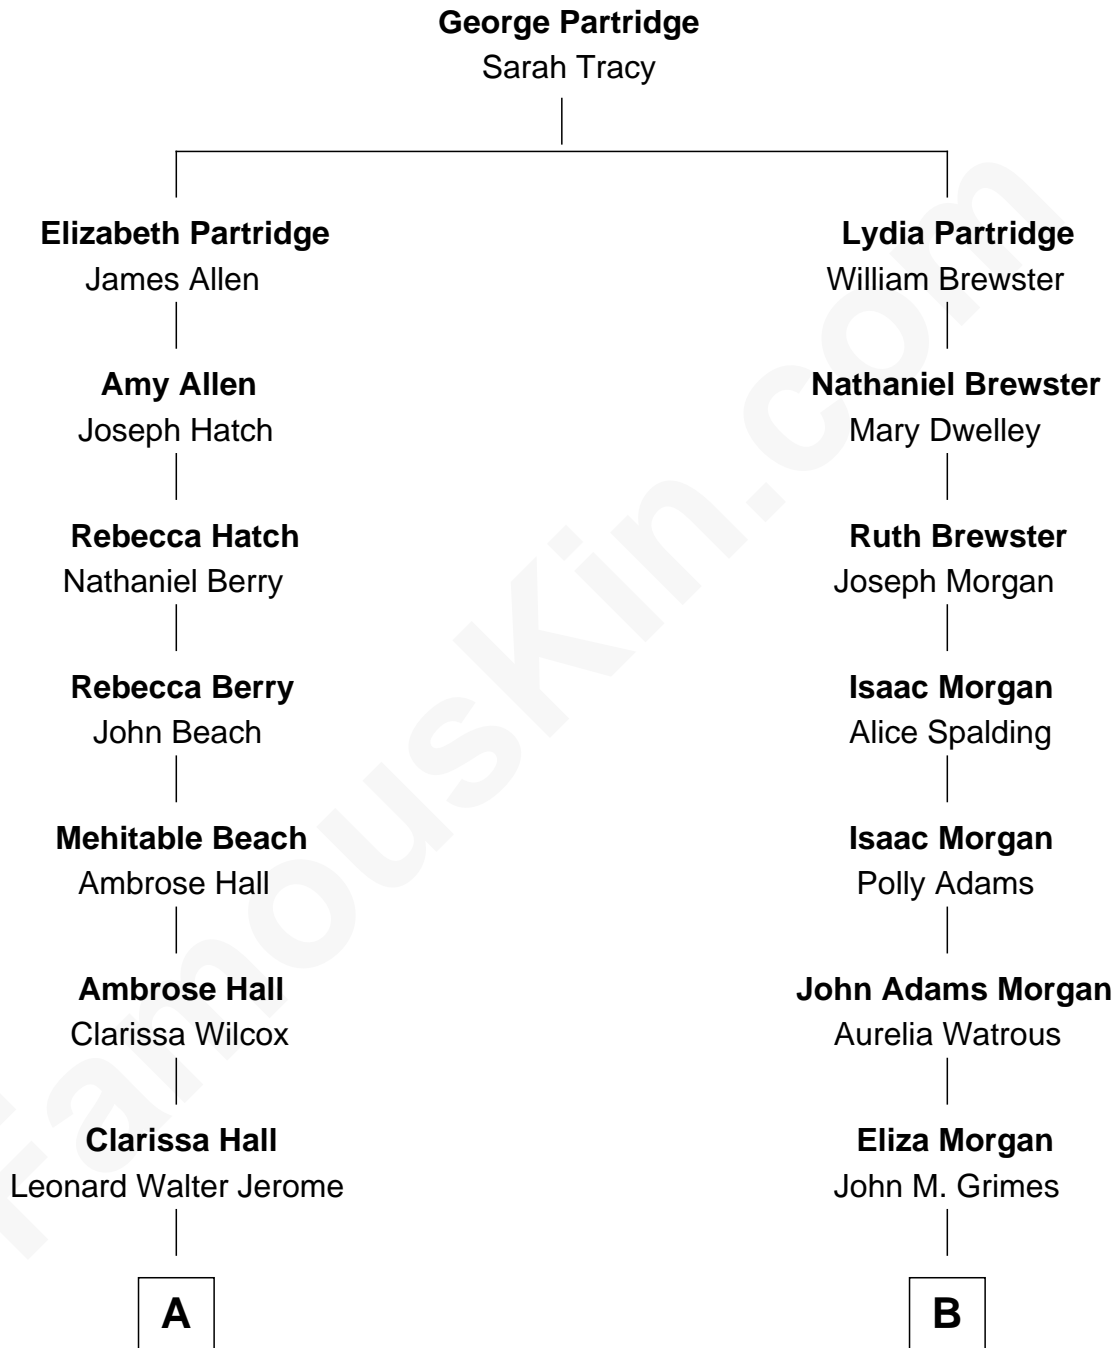 George Partridge
Sarah Tracy
Elizabeth Partridge
James Allen
Lydia Partridge
William Brewster
Amy Allen
Joseph Hatch
Nathaniel Brewster
Mary Dwelley
Rebecca Hatch
Nathaniel Berry
Ruth Brewster
Joseph Morgan
Rebecca Berry
John Beach
Isaac Morgan
Alice Spalding
Mehitable Beach
Ambrose Hall
Isaac Morgan
Polly Adams
Ambrose Hall
Clarissa Wilcox
John Adams Morgan
Aurelia Watrous
Clarissa Hall
Leonard Walter Jerome
Eliza Morgan
John M. Grimes
A
B
FamousKin.com